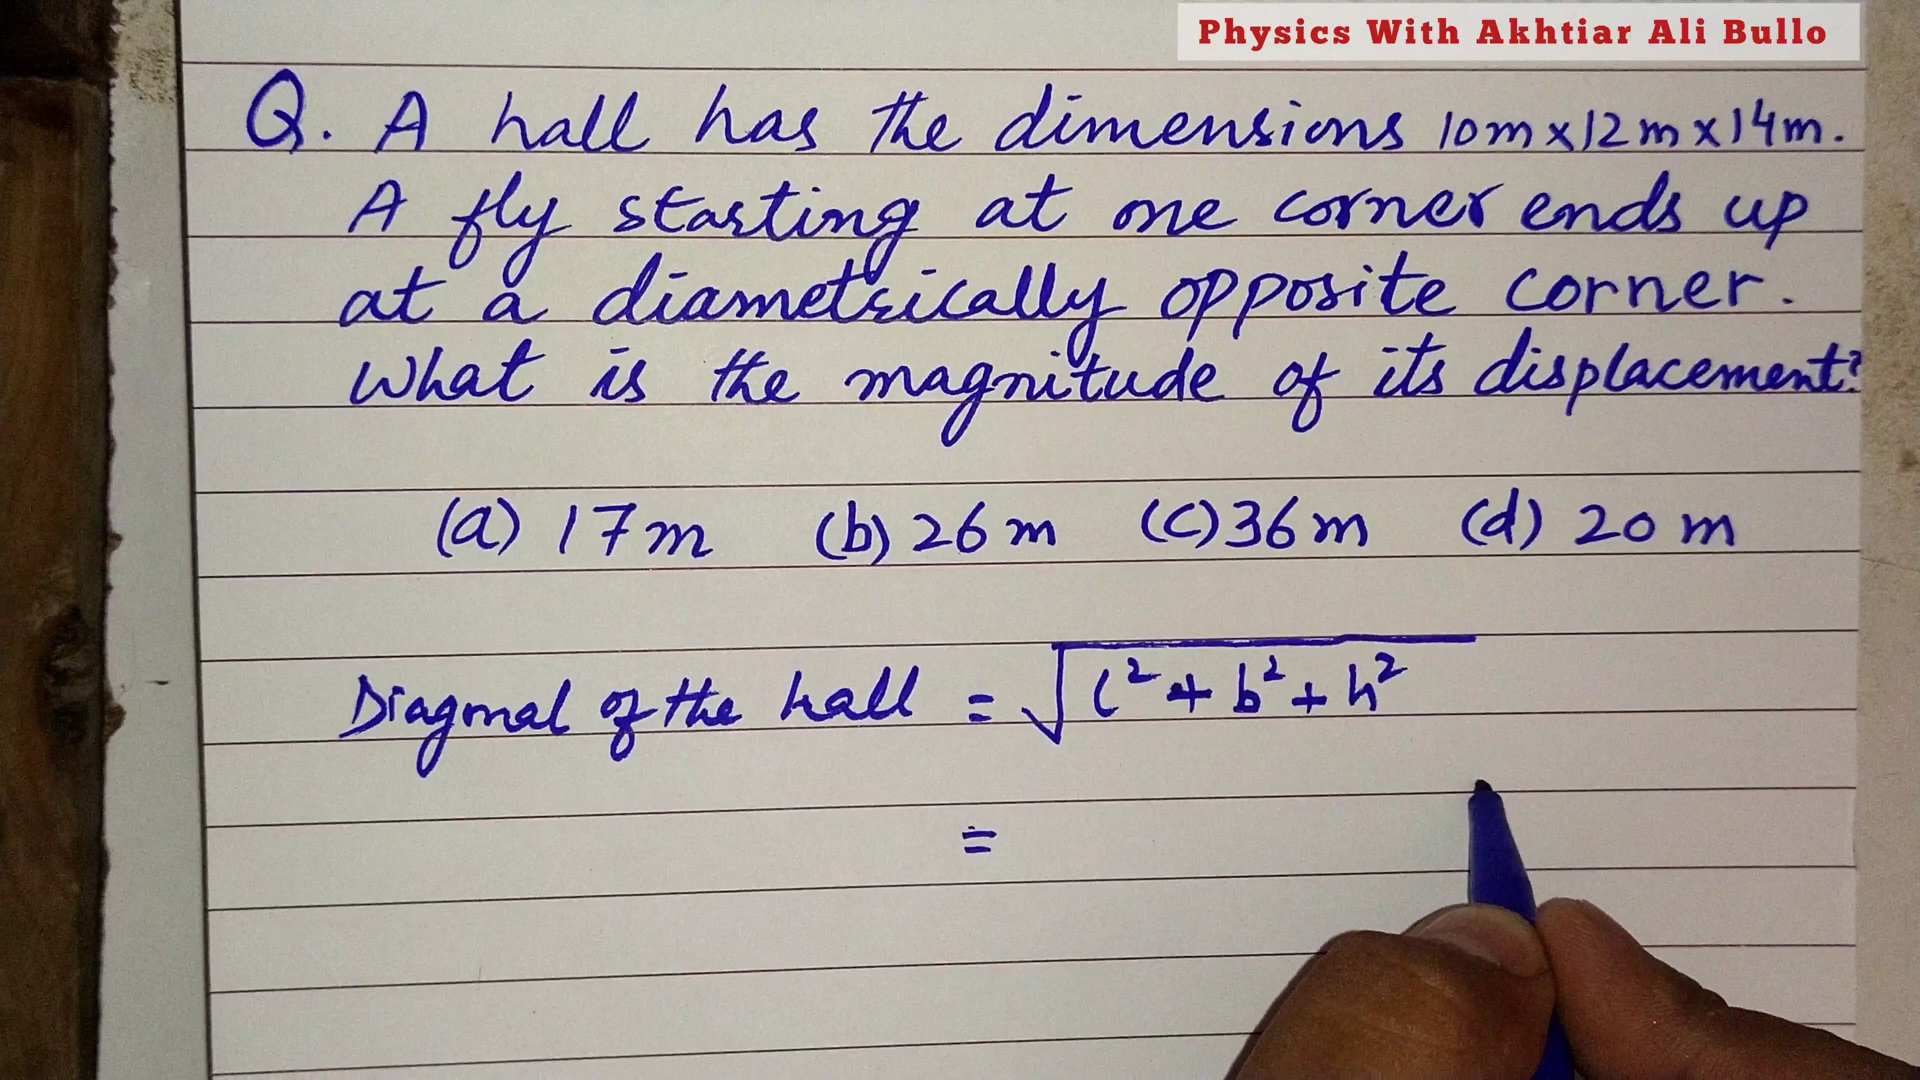 Physics With Akhtiar Ali Bullo
Q. A hall has the dimensions 10m x 12m x 14m.
A fly starting at one corner ends up
at a diametrically opposite corner.
What is the magnitude of its displacement?
(a) 17m (b) 26m (c) 36m (d) 20 m
Diagonal of the hall = √l² + b² + h²
=